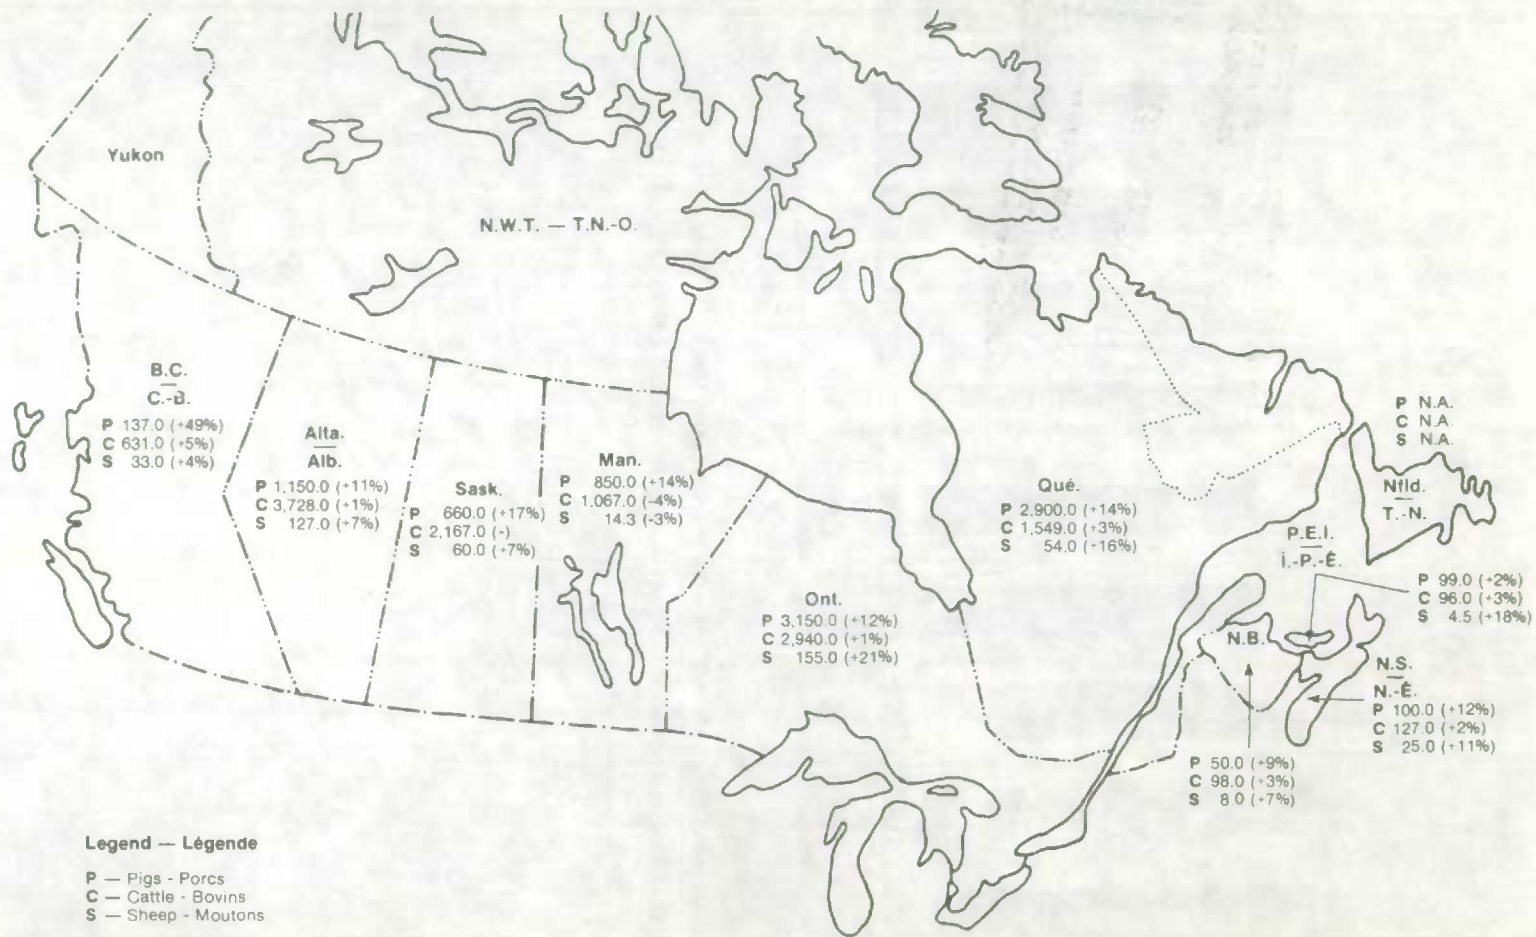 Yukon
N.W.T. — T.N.-O.
B.C.
C.-B.
P 137.0 (+49%)
C 631.0 (+5%)
S 33.0 (+4%)
Alta.
Alb.
P 1,150.0 (+11%)
C 3,728.0 (+1%)
S 127.0 (+7%)
Sask.
P 660.0 (+17%)
C 2,167.0 (-)
S 60.0 (+7%)
Man.
P 850.0 (+14%)
C 1.067.0 (-4%)
S 14.3 (-3%)
Ont.
P 3,150.0 (+12%)
C 2,940.0 (+1%)
S 155.0 (+21%)
Qué.
P 2,900.0 (+14%)
C 1,549.0 (+3%)
S 54.0 (+16%)
P N.A.
C N.A.
S N.A.
Nfld.
T.-N.
P.E.I.
Î.-P.-É.
P 99.0 (+2%)
C 96.0 (+3%)
S 4.5 (+18%)
N.B.
P 50.0 (+9%)
C 98.0 (+3%)
S 8.0 (+7%)
N.S.
N.-É.
P 100.0 (+12%)
C 127.0 (+2%)
S 25.0 (+11%)
Legend — Légende
P — Pigs - Porcs
C — Cattle - Bovins
S — Sheep - Moutons